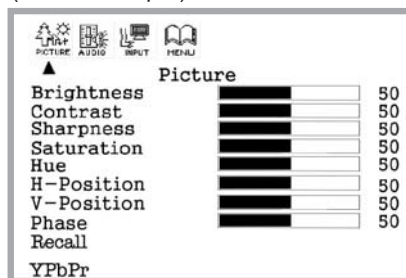 PICTURE AUDIO INPUT MENU
Picture
Brightness 50
Contrast 50
Sharpness 50
Saturation 50
Hue 50
H-Position 50
V-Position 50
Phase 50
Recall
YPbPr